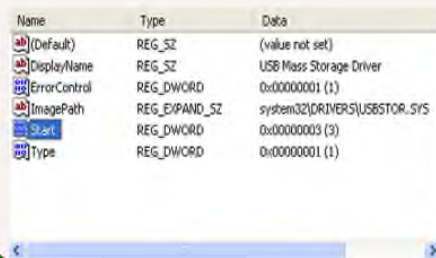 Name Type Data
(Default) REG_SZ (value not set)
DisplayName REG_SZ USB Mass Storage Driver
ErrorControl REG_DWORD 0x00000001 (1)
ImagePath REG_EXPAND_SZ system32\DRIVERS\USBSTOR.SYS
Start REG_DWORD 0x00000003 (3)
Type REG_DWORD 0x00000001 (1)